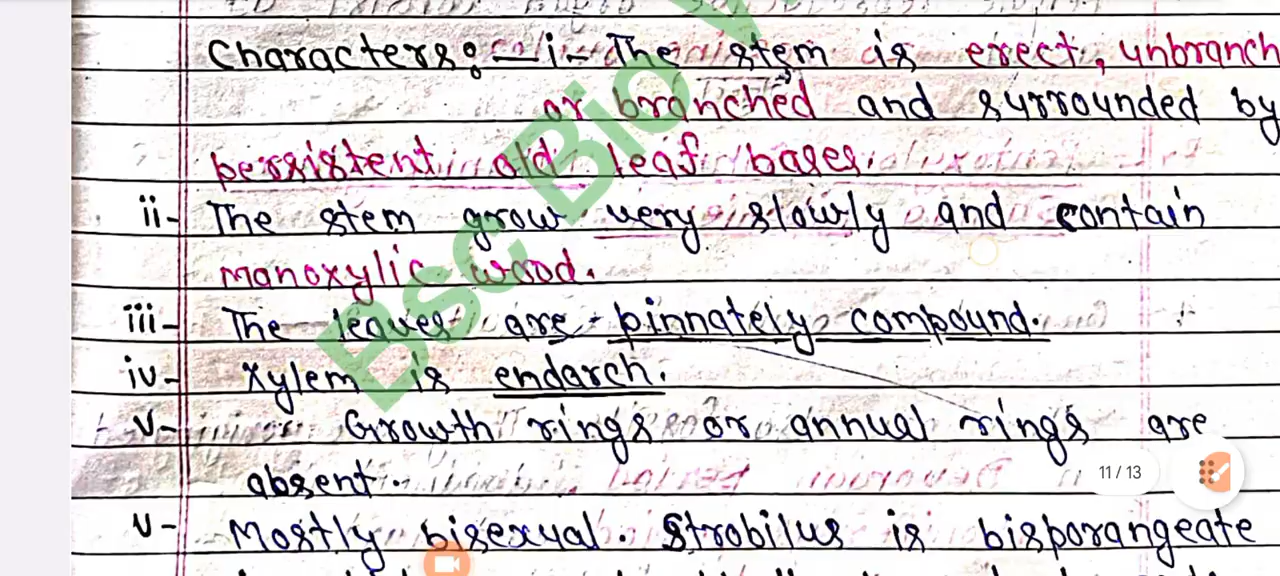 Characters:— i- The stem is erect, unbranch
or branched and surrounded by
persistent old leaf bases.
ii- The stem grow very slowly and contain
manoxylic wood.
iii- The leaves are pinnately compound.
iv- Xylem is endarch.
v- Growth rings or annual rings are
absent.
11 / 13
v- Mostly bisexual. Strobilus is bisporangeate
Bsc Bio